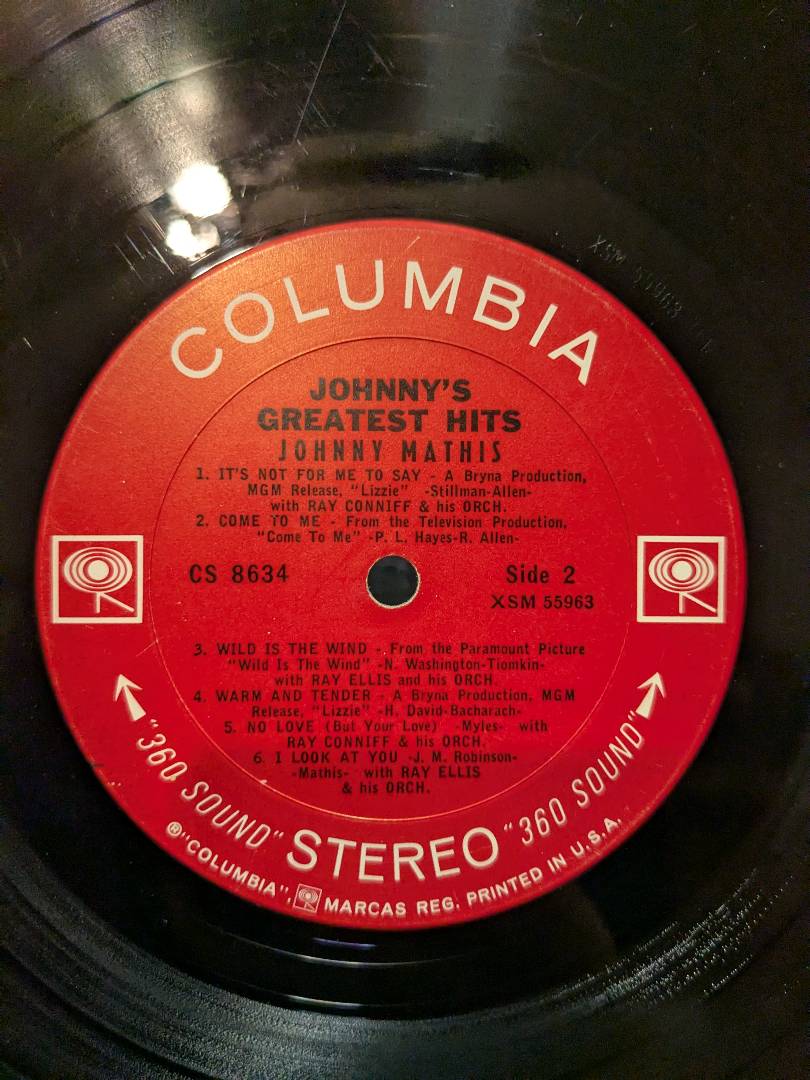 XSM 55963
COLUMBIA
JOHNNY'S
GREATEST HITS
JOHNNY MATHIS
1. IT'S NOT FOR ME TO SAY - A Bryna Production,
MGM Release, "Lizzie" -Stillman-Allen-
with RAY CONNIFF & his ORCH.
2. COME TO ME - From the Television Production,
"Come To Me" -P. L. Hayes-R. Allen-
CS 8634
Side 2
XSM 55963
3. WILD IS THE WIND - From the Paramount Picture
"Wild Is The Wind" -N. Washington-Tiomkin-
with RAY ELLIS and his ORCH.
4. WARM AND TENDER - A Bryna Production, MGM
Release, "Lizzie" -H. David-Bacharach-
5. NO LOVE (But Your Love) -Myles- with
RAY CONNIFF & his ORCH.
6. I LOOK AT YOU -J. M. Robinson-
-Mathis- with RAY ELLIS
& his ORCH.
"360 SOUND" STEREO "360 SOUND"
® "COLUMBIA", MARCAS REG. PRINTED IN U.S.A.